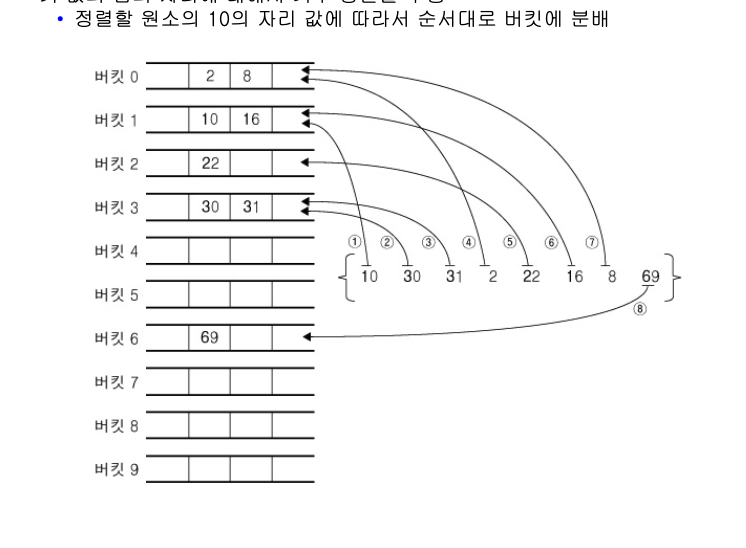 • 정렬할 원소의 10의 자리 값에 따라서 순서대로 버킷에 분배
버킷 0 2 8
버킷 1 10 16
버킷 2 22
버킷 3 30 31
버킷 4
버킷 5
버킷 6 69
버킷 7
버킷 8
버킷 9
① ② ③ ④ ⑤ ⑥ ⑦
{ 10 30 31 2 22 16 8 69 }
⑧